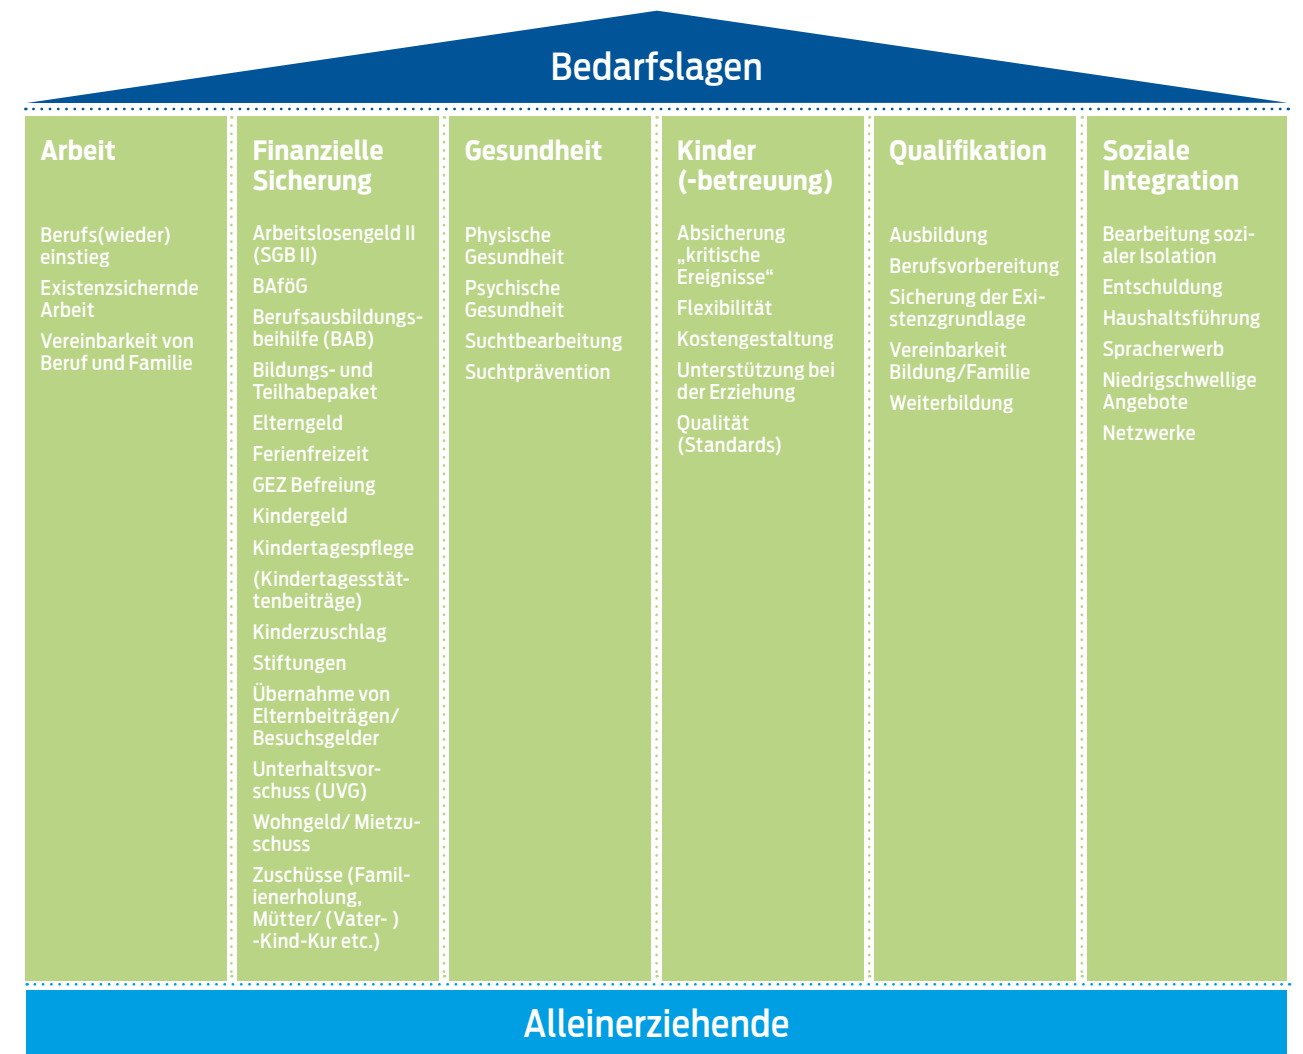 Bedarfslagen
Arbeit
Berufs(wieder)
einstieg
Existenzsichernde
Arbeit
Vereinbarkeit von
Beruf und Familie
Finanzielle
Sicherung
Arbeitslosengeld II
(SGB II)
BAföG
Berufsausbildungs-
beihilfe (BAB)
Bildungs- und
Teilhabepaket
Elterngeld
Ferienfreizeit
GEZ Befreiung
Kindergeld
Kindertagespflege
(Kindertagesstät-
tenbeiträge)
Kinderzuschlag
Stiftungen
Übernahme von
Elternbeiträgen/
Besuchsgelder
Unterhaltsvor-
schuss (UVG)
Wohngeld/ Mietzu-
schuss
Zuschüsse (Famil-
ienerholung,
Mütter/ (Vater- )
-Kind-Kur etc.)
Gesundheit
Physische
Gesundheit
Psychische
Gesundheit
Suchtbearbeitung
Suchtprävention
Kinder
(-betreuung)
Absicherung
„kritische
Ereignisse“
Flexibilität
Kostengestaltung
Unterstützung bei
der Erziehung
Qualität
(Standards)
Qualifikation
Ausbildung
Berufsvorbereitung
Sicherung der Exi-
stenzgrundlage
Vereinbarkeit
Bildung/Familie
Weiterbildung
Soziale
Integration
Bearbeitung sozi-
aler Isolation
Entschuldung
Haushaltsführung
Spracherwerb
Niedrigschwellige
Angebote
Netzwerke
Alleinerziehende